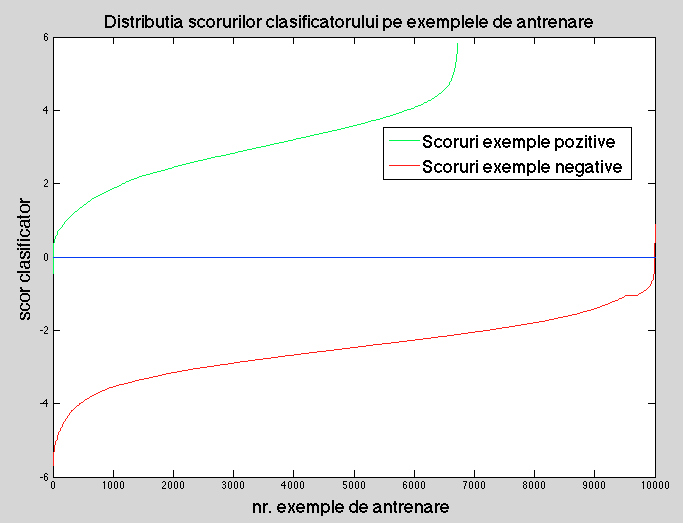 Distributia scorurilor clasificatorului pe exemplele de antrenare
6
4
2
0
-2
-4
-6
scor clasificator
Scoruri exemple pozitive
Scoruri exemple negative
0 1000 2000 3000 4000 5000 6000 7000 8000 9000 10000
nr. exemple de antrenare